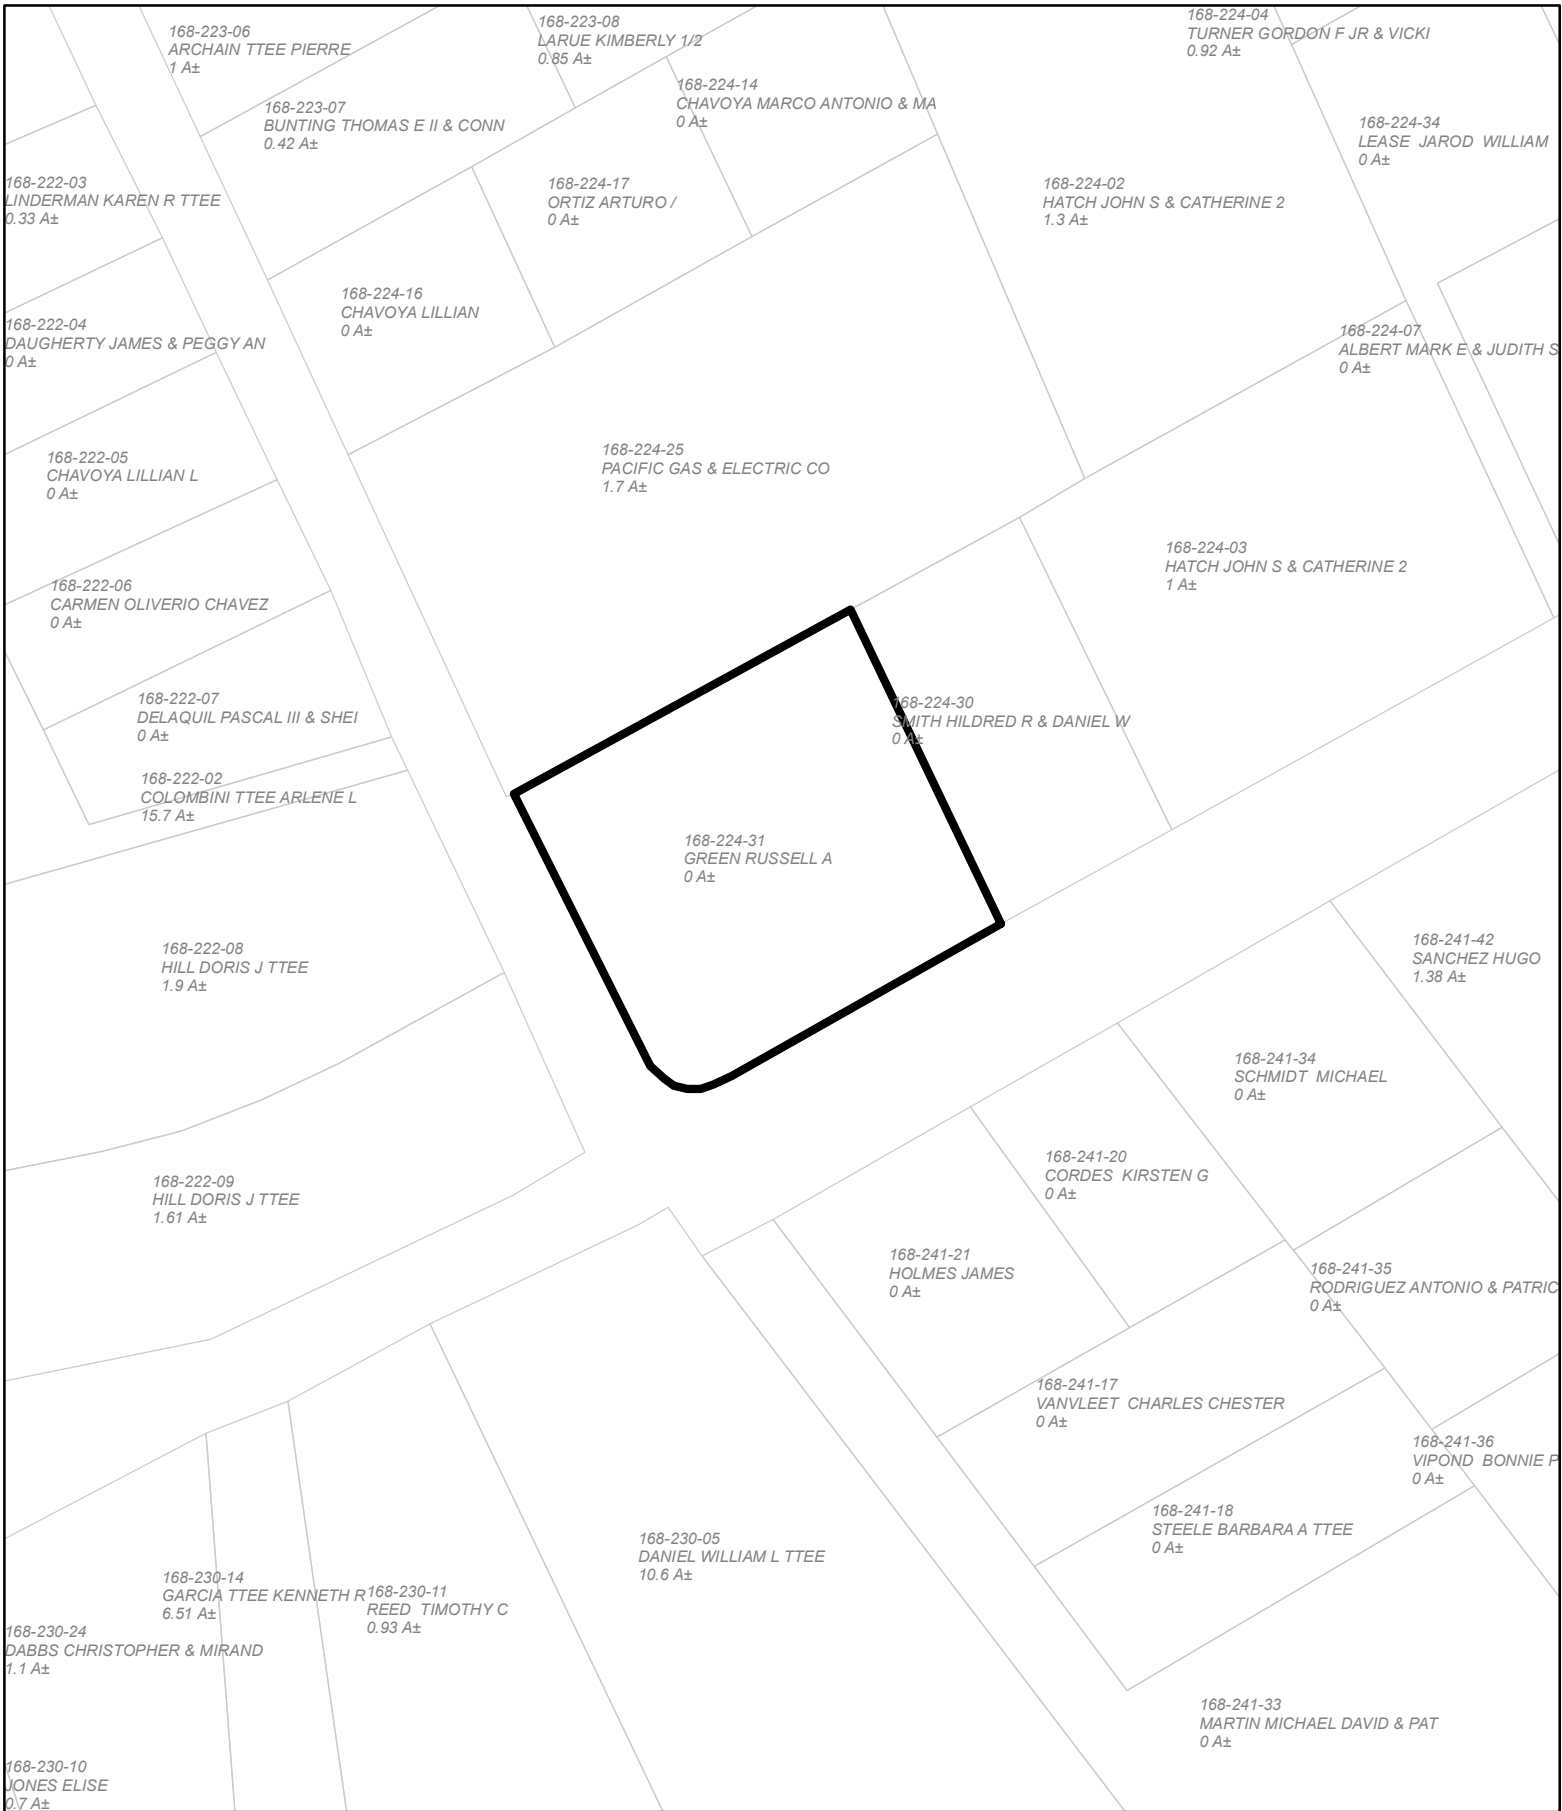 168-223-06
ARCHAIN TTEE PIERRE
1 A±
168-223-08
LARUE KIMBERLY 1/2
0.85 A±
168-224-04
TURNER GORDON F JR & VICKI
0.92 A±
168-223-07
BUNTING THOMAS E II & CONN
0.42 A±
168-224-14
CHAVOYA MARCO ANTONIO & MA
0 A±
168-224-34
LEASE  JAROD  WILLIAM
0 A±
168-222-03
LINDERMAN KAREN R TTEE
0.33 A±
168-224-17
ORTIZ ARTURO /
0 A±
168-224-02
HATCH JOHN S & CATHERINE 2
1.3 A±
168-224-16
CHAVOYA LILLIAN
0 A±
168-222-04
DAUGHERTY JAMES & PEGGY AN
0 A±
168-224-07
ALBERT MARK E & JUDITH S
0 A±
168-222-05
CHAVOYA LILLIAN L
0 A±
168-224-25
PACIFIC GAS & ELECTRIC CO
1.7 A±
168-224-03
HATCH JOHN S & CATHERINE 2
1 A±
168-222-06
CARMEN OLIVERIO CHAVEZ
0 A±
168-222-07
DELAQUIL PASCAL III & SHEI
0 A±
168-224-30
SMITH HILDRED R & DANIEL W
0 A±
168-222-02
COLOMBINI TTEE ARLENE L
15.7 A±
168-224-31
GREEN RUSSELL A
0 A±
168-222-08
HILL DORIS J TTEE
1.9 A±
168-241-42
SANCHEZ HUGO
1.38 A±
168-241-34
SCHMIDT  MICHAEL
0 A±
168-241-20
CORDES  KIRSTEN G
0 A±
168-222-09
HILL DORIS J TTEE
1.61 A±
168-241-21
HOLMES JAMES
0 A±
168-241-35
RODRIGUEZ ANTONIO & PATRIC
0 A±
168-241-17
VANVLEET  CHARLES CHESTER
0 A±
168-241-36
VIPOND  BONNIE P
0 A±
168-241-18
STEELE BARBARA A TTEE
0 A±
168-230-05
DANIEL WILLIAM L TTEE
10.6 A±
168-230-14
GARCIA TTEE KENNETH R
6.51 A±
168-230-11
REED  TIMOTHY C
0.93 A±
168-230-24
DABBS CHRISTOPHER & MIRAND
1.1 A±
168-241-33
MARTIN MICHAEL DAVID & PAT
0 A±
168-230-10
JONES ELISE
0.7 A±